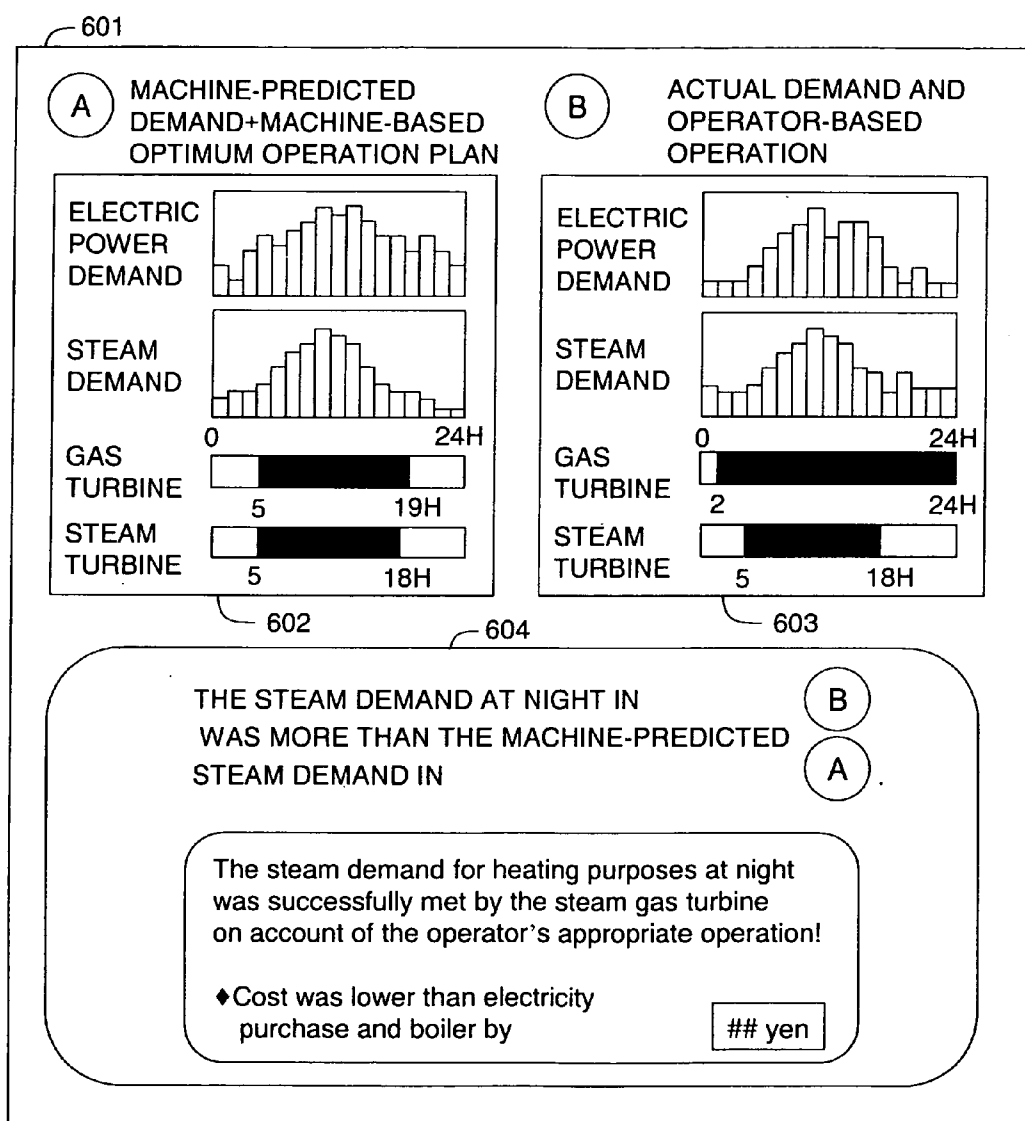 601
A
MACHINE-PREDICTED
DEMAND+MACHINE-BASED
OPTIMUM OPERATION PLAN
ELECTRIC
POWER
DEMAND
STEAM
DEMAND
0 24H
GAS
TURBINE
5 19H
STEAM
TURBINE
5 18H
602
B
ACTUAL DEMAND AND
OPERATOR-BASED
OPERATION
ELECTRIC
POWER
DEMAND
STEAM
DEMAND
0 24H
GAS
TURBINE
2 24H
STEAM
TURBINE
5 18H
603
604
THE STEAM DEMAND AT NIGHT IN B
WAS MORE THAN THE MACHINE-PREDICTED
STEAM DEMAND IN A .
The steam demand for heating purposes at night
was successfully met by the steam gas turbine
on account of the operator's appropriate operation!
♦Cost was lower than electricity
purchase and boiler by ## yen